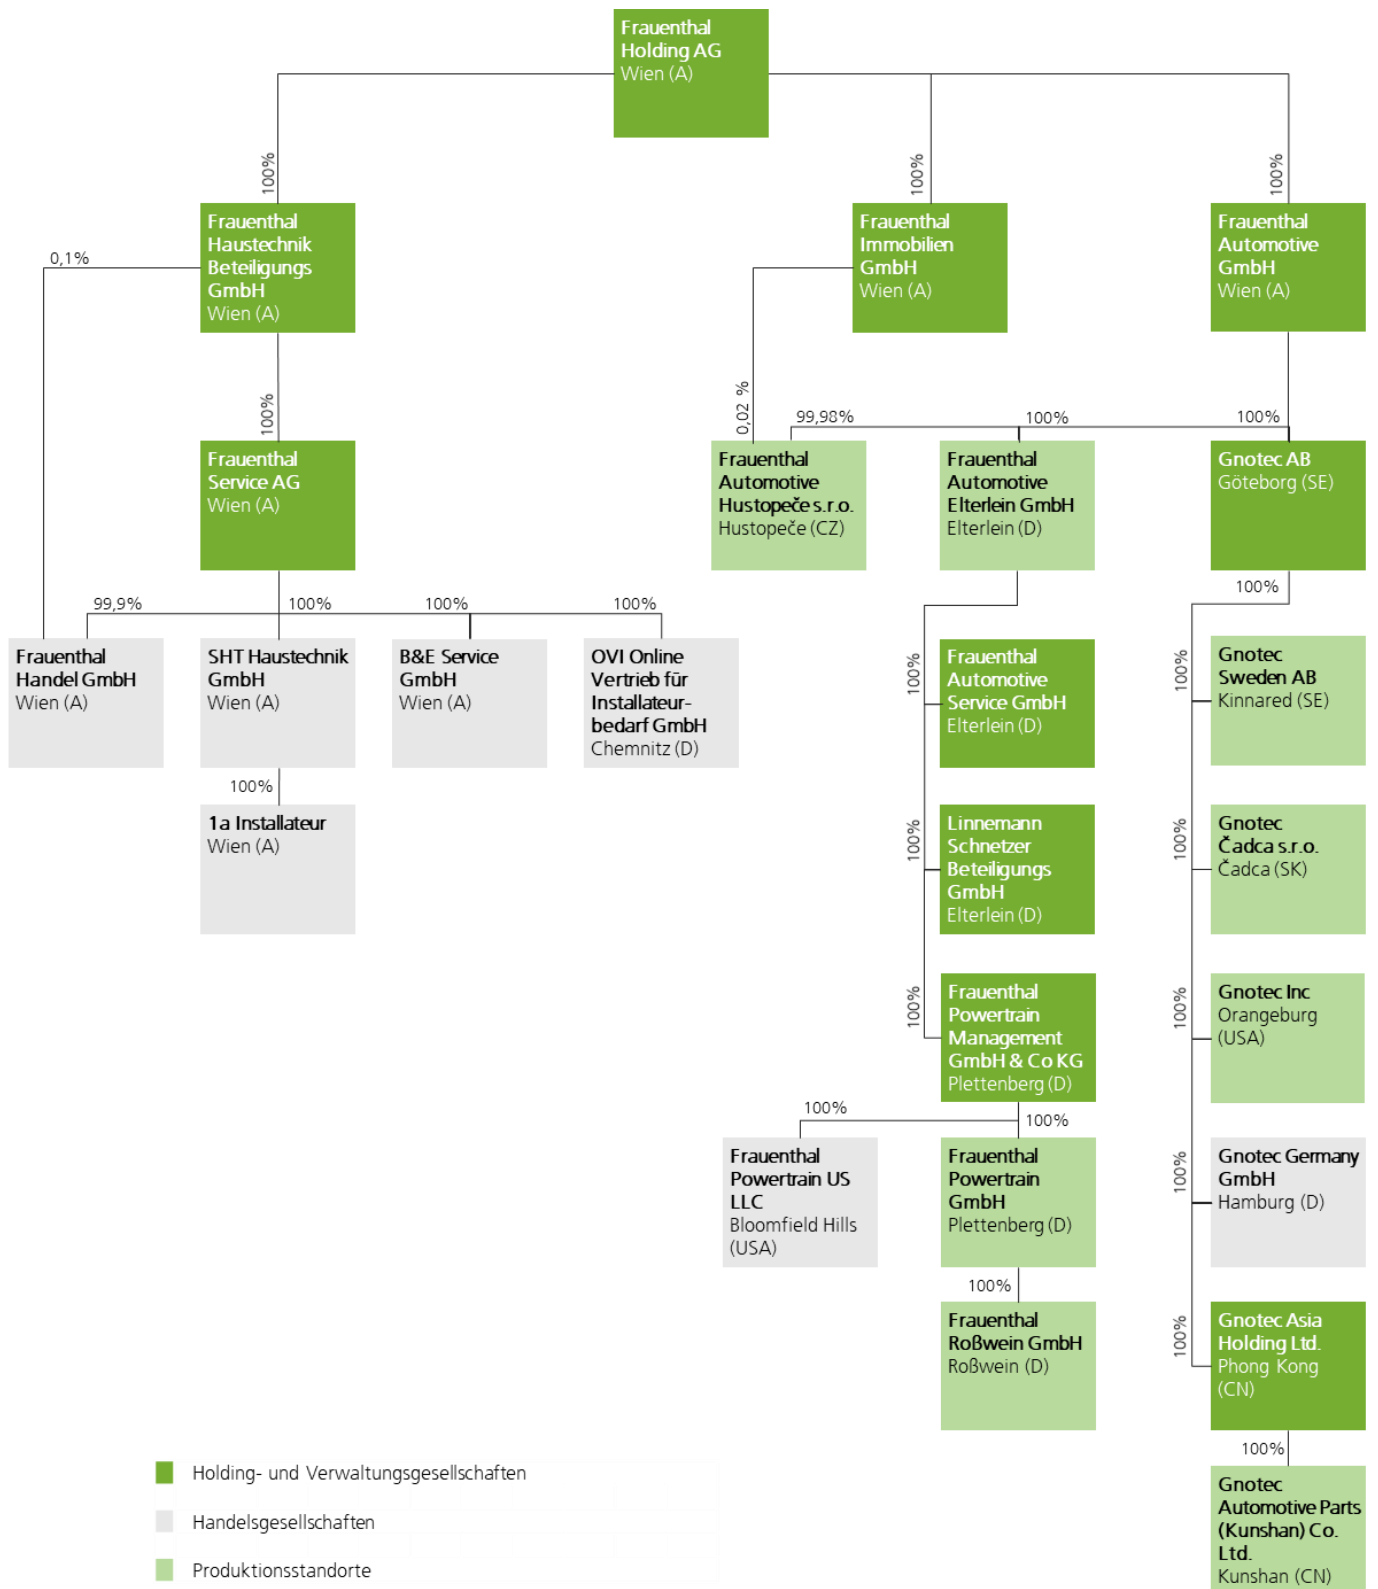 Frauenthal
Holding AG
Wien (A)
100%
100%
100%
Frauenthal
Haustechnik
Beteiligungs
GmbH
Wien (A)
Frauenthal
Immobilien
GmbH
Wien (A)
Frauenthal
Automotive
GmbH
Wien (A)
0,1%
100%
0,02 %
99,98%
100%
100%
Frauenthal
Service AG
Wien (A)
Frauenthal
Automotive
Hustopeče s.r.o.
Hustopeče (CZ)
Frauenthal
Automotive
Elterlein GmbH
Elterlein (D)
Gnotec AB
Göteborg (SE)
100%
99,9%
100%
100%
100%
Frauenthal
Handel GmbH
Wien (A)
SHT Haustechnik
GmbH
Wien (A)
B&E Service
GmbH
Wien (A)
OVI Online
Vertrieb für
Installateur-
bedarf GmbH
Chemnitz (D)
100%
1a Installateur
Wien (A)
100%
Frauenthal
Automotive
Service GmbH
Elterlein (D)
100%
Gnotec
Sweden AB
Kinnared (SE)
100%
Linnemann
Schnetzer
Beteiligungs
GmbH
Elterlein (D)
100%
Gnotec
Čadca s.r.o.
Čadca (SK)
100%
Frauenthal
Powertrain
Management
GmbH & Co KG
Plettenberg (D)
100%
Gnotec Inc
Orangeburg
(USA)
100%
100%
Frauenthal
Powertrain US
LLC
Bloomfield Hills
(USA)
Frauenthal
Powertrain
GmbH
Plettenberg (D)
100%
Gnotec Germany
GmbH
Hamburg (D)
100%
Frauenthal
Roßwein GmbH
Roßwein (D)
100%
Gnotec Asia
Holding Ltd.
Phong Kong
(CN)
100%
Gnotec
Automotive Parts
(Kunshan) Co.
Ltd.
Kunshan (CN)
Holding- und Verwaltungsgesellschaften
Handelsgesellschaften
Produktionsstandorte